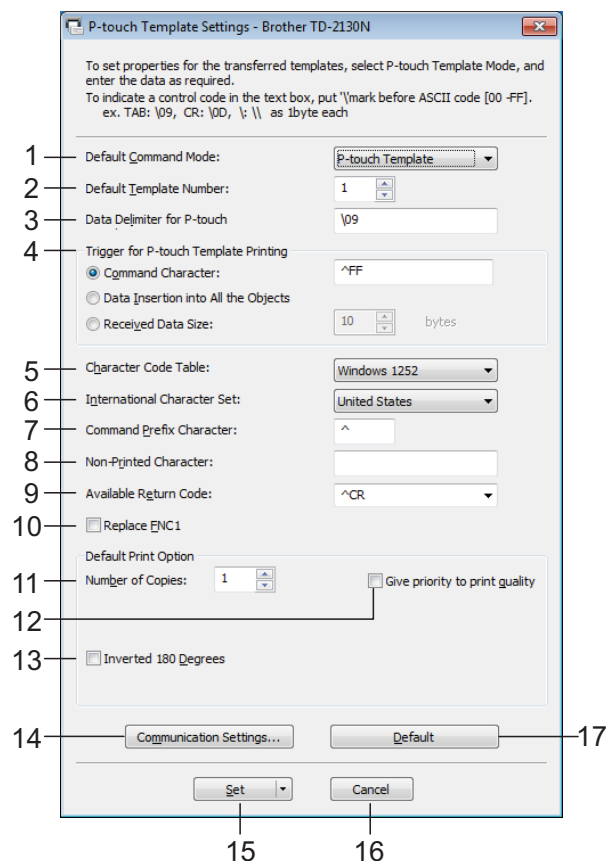 P-touch Template Settings - Brother TD-2130N
To set properties for the transferred templates, select P-touch Template Mode, and
enter the data as required.
To indicate a control code in the text box, put '\'mark before ASCII code [00 -FF].
ex. TAB: \09, CR: \0D, \: \\ as 1byte each
1 Default Command Mode: P-touch Template
2 Default Template Number: 1
3 Data Delimiter for P-touch \09
4 Trigger for P-touch Template Printing
Command Character: ^FF
Data Insertion into All the Objects
Received Data Size: 10 bytes
5 Character Code Table: Windows 1252
6 International Character Set: United States
7 Command Prefix Character: ^
8 Non-Printed Character:
9 Available Return Code: ^CR
10 Replace FNC1
Default Print Option
11 Number of Copies: 1 Give priority to print quality
12
13 Inverted 180 Degrees
14 Communication Settings... Default 17
Set Cancel
15 16